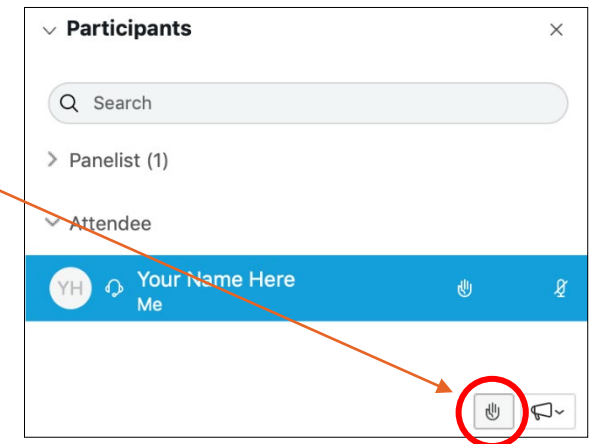 Participants
Search
Panelist (1)
Attendee
YH
Your Name Here
Me